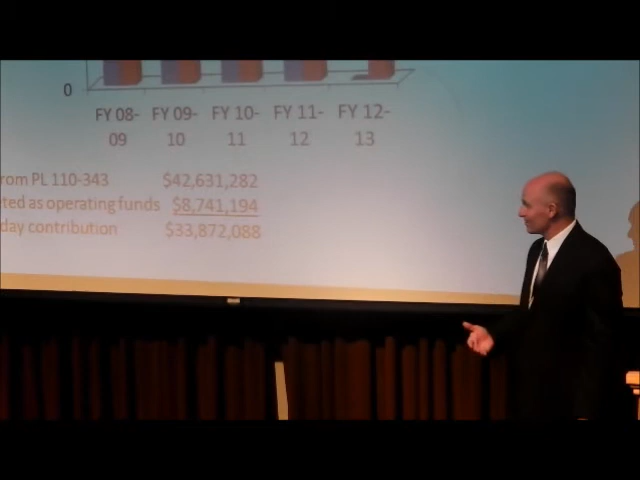 0
FY 08- FY 09- FY 10- FY 11- FY 12-
09 10 11 12 13
rom PL 110-343 $42,631,282
ted as operating funds $8,741,194
day contribution $33,872,088